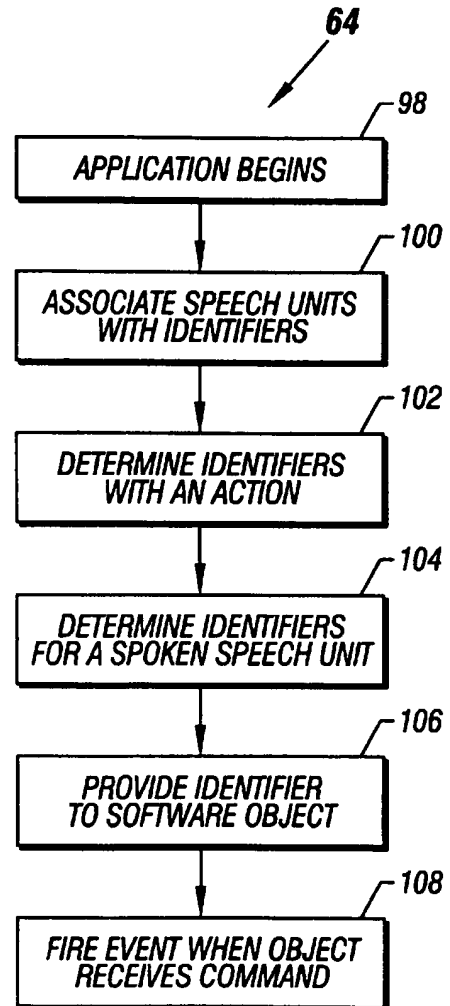 64
98
APPLICATION BEGINS
100
ASSOCIATE SPEECH UNITS
WITH IDENTIFIERS
102
DETERMINE IDENTIFIERS
WITH AN ACTION
104
DETERMINE IDENTIFIERS
FOR A SPOKEN SPEECH UNIT
106
PROVIDE IDENTIFIER
TO SOFTWARE OBJECT
108
FIRE EVENT WHEN OBJECT
RECEIVES COMMAND